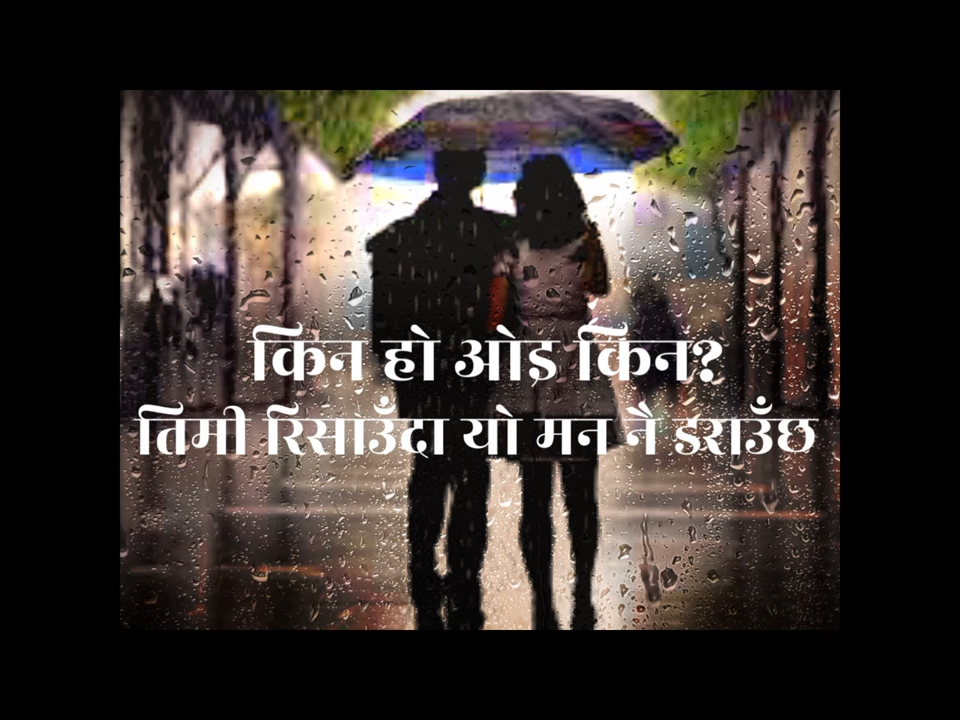 किन हो ओइ किन?
तिमी रिसाउँदा यो मन नै डराउँछ